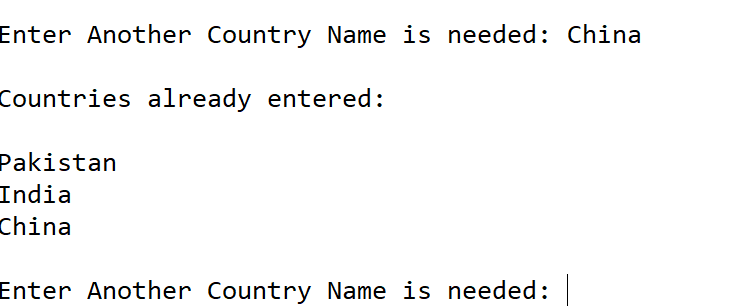 Enter Another Country Name is needed: China
Countries already entered:
Pakistan
India
China
Enter Another Country Name is needed: